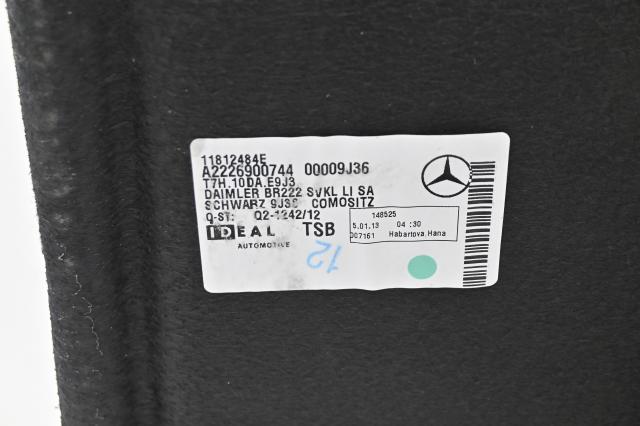 11812484E
A2226900744 00009J36
T7H.10DA.E9J3
DAIMLER BR222 SVKL LI SA
SCHWARZ 9J36 COMOSITZ
Q-ST: Q2-1242/12
IDEAL TSB
AUTOMOTIVE
148525
5.01.13 04:30
007161 Habartova.Hana
12